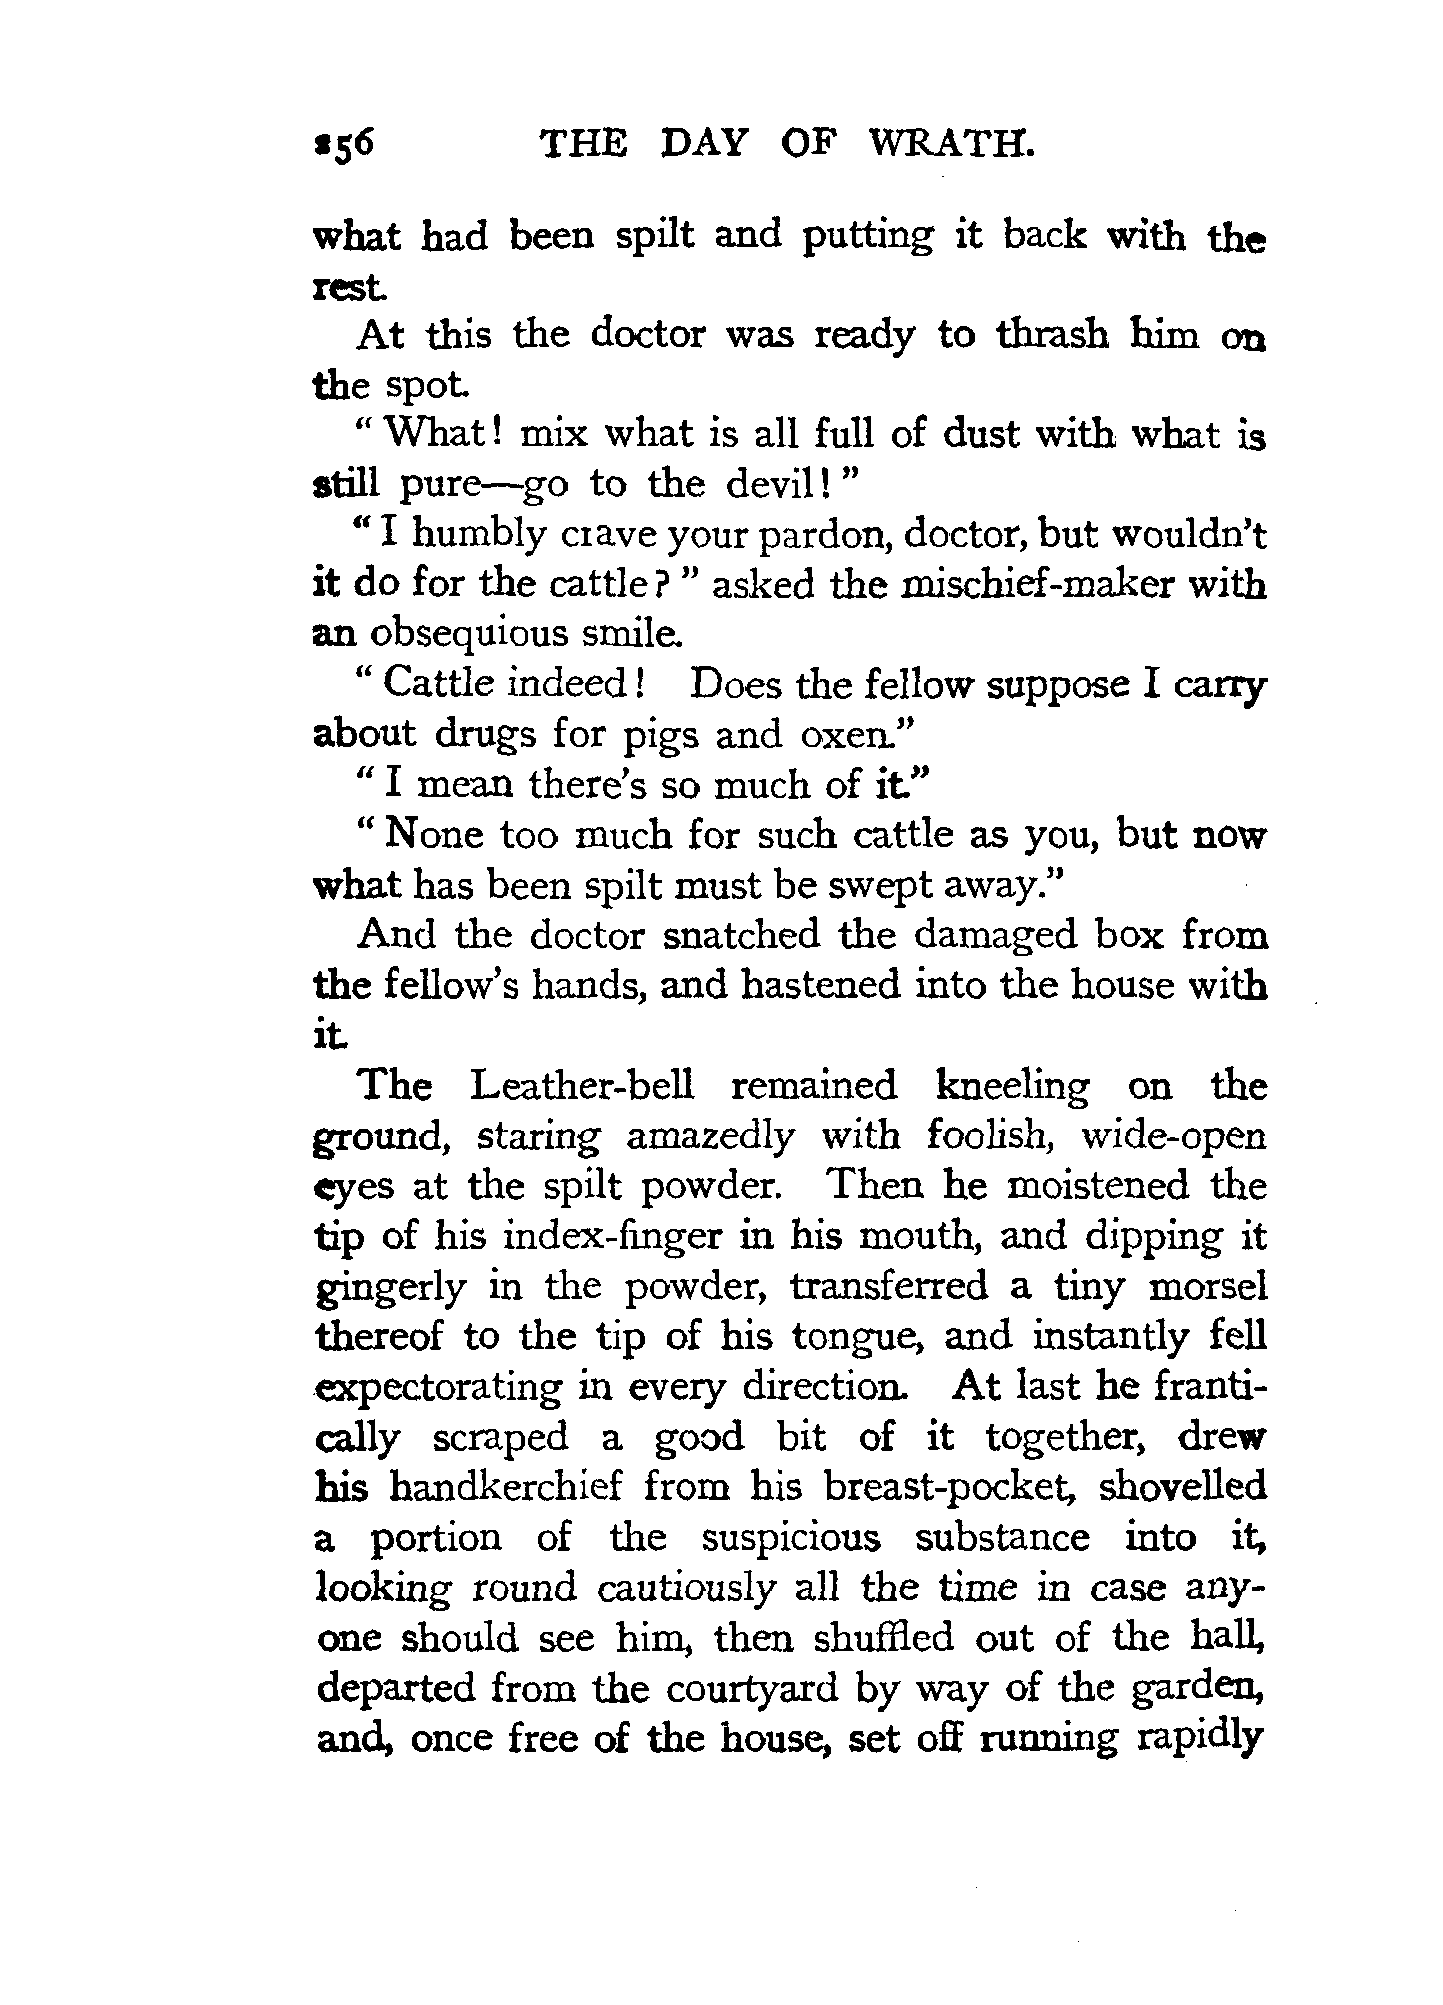 156 THE DAY OF WRATH.
what had been spilt and putting it back with the
rest.
At this the doctor was ready to thrash him on
the spot.
"What! mix what is all full of dust with what is
still pure—go to the devil!"
"I humbly crave your pardon, doctor, but wouldn't
it do for the cattle?" asked the mischief-maker with
an obsequious smile.
"Cattle indeed! Does the fellow suppose I carry
about drugs for pigs and oxen."
"I mean there's so much of it."
"None too much for such cattle as you, but now
what has been spilt must be swept away."
And the doctor snatched the damaged box from
the fellow's hands, and hastened into the house with
it.
The Leather-bell remained kneeling on the
ground, staring amazedly with foolish, wide-open
eyes at the spilt powder. Then he moistened the
tip of his index-finger in his mouth, and dipping it
gingerly in the powder, transferred a tiny morsel
thereof to the tip of his tongue, and instantly fell
expectorating in every direction. At last he franti-
cally scraped a good bit of it together, drew
his handkerchief from his breast-pocket, shovelled
a portion of the suspicious substance into it,
looking round cautiously all the time in case any-
one should see him, then shuffled out of the hall,
departed from the courtyard by way of the garden,
and, once free of the house, set off running rapidly